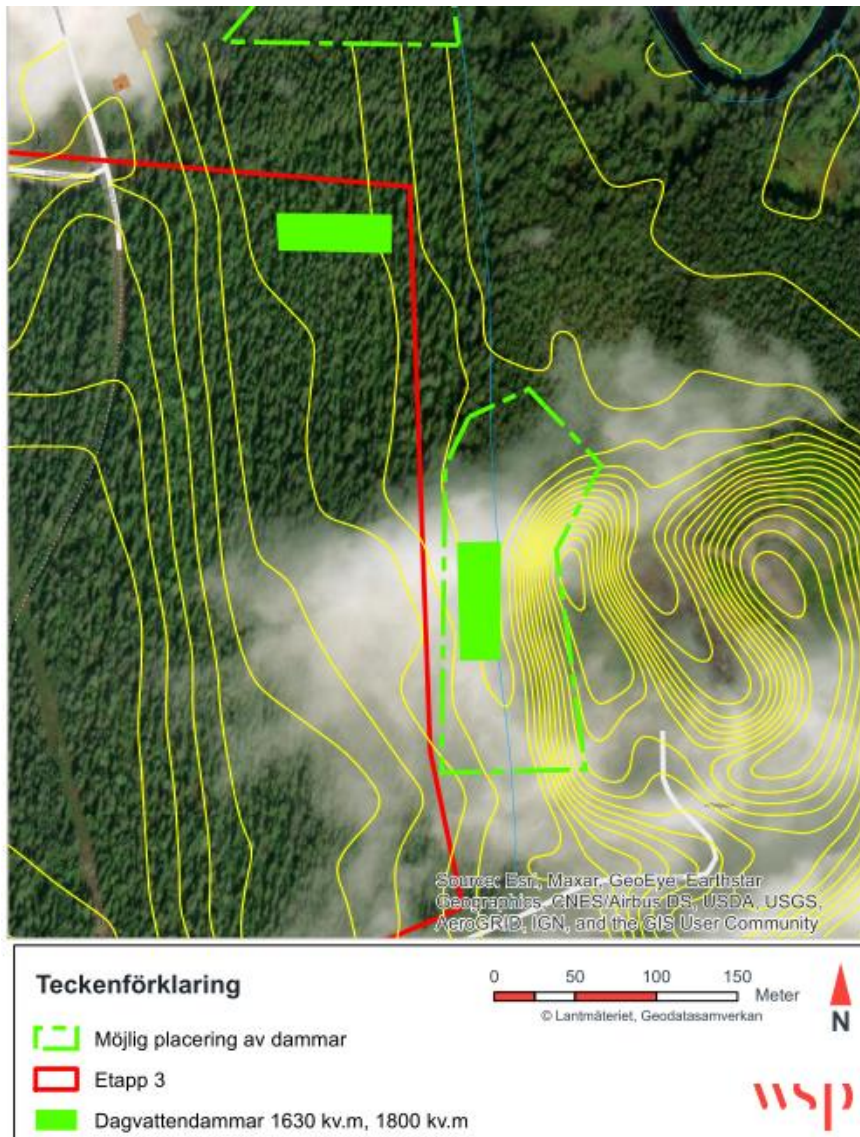 Source: Esri, Maxar, GeoEye, Earthstar
Geographics, CNES/Airbus DS, USDA, USGS,
AeroGRID, IGN, and the GIS User Community
Teckenförklaring
0 50 100 150
Meter
© Lantmäteriet, Geodatasamverkan
N
Möjlig placering av dammar
Etapp 3
Dagvattendammar 1630 kv.m, 1800 kv.m
wsp